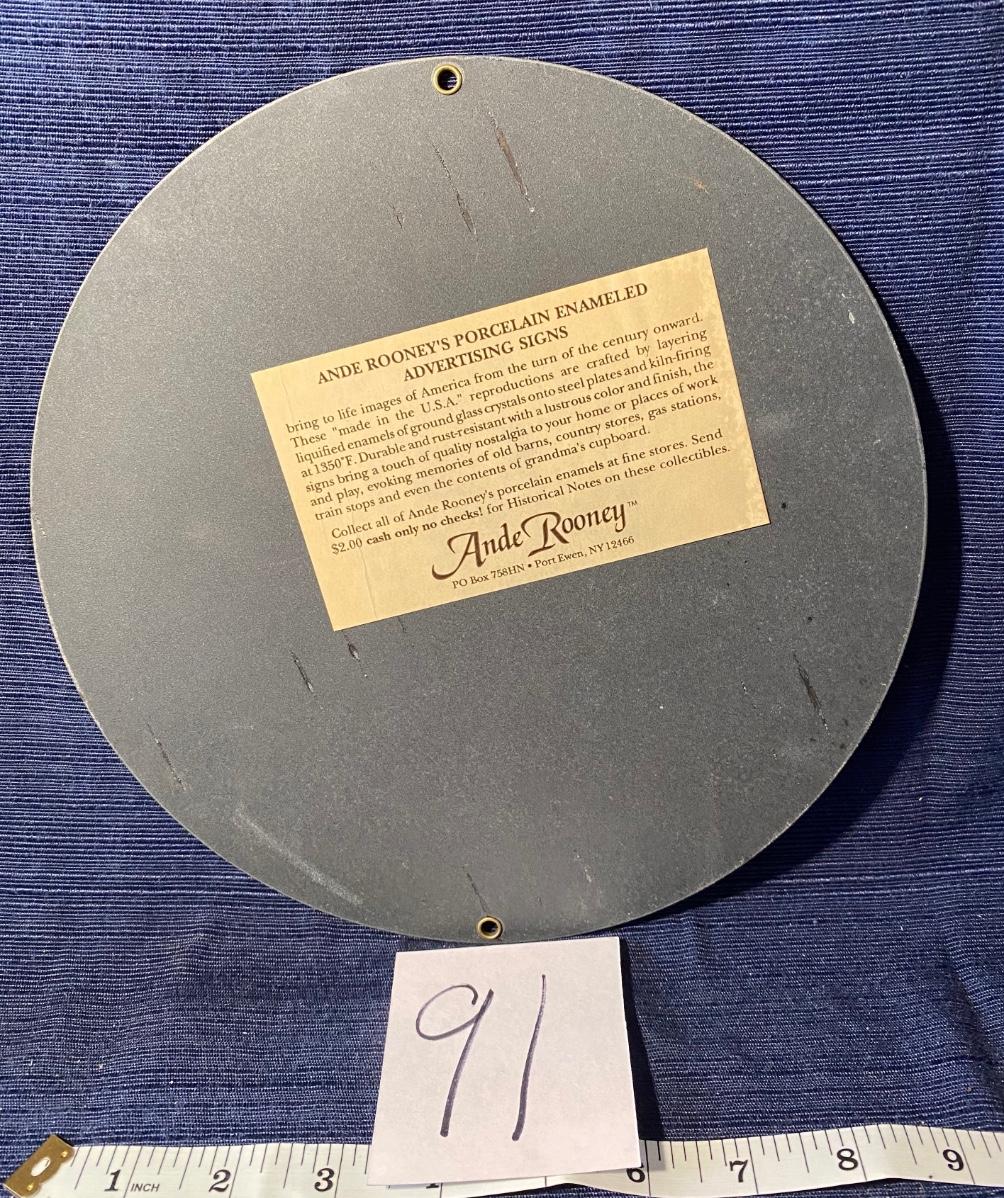 ANDE ROONEY'S PORCELAIN ENAMELED
ADVERTISING SIGNS
bring to life images of America from the turn of the century onward.
These "made in the U.S.A." reproductions are crafted by layering
liquified enamels of ground glass crystals onto steel plates and kiln-firing
at 1350°F. Durable and rust-resistant with a lustrous color and finish, the
signs bring a touch of quality nostalgia to your home or places of work
and play, evoking memories of old barns, country stores, gas stations,
train stops and even the contents of grandma's cupboard.
Collect all of Ande Rooney's porcelain enamels at fine stores. Send
$2.00 cash only no checks! for Historical Notes on these collectibles.
Ande Rooney™
PO Box 758HN • Port Ewen, NY 12466
91
1 INCH 2 3 4 6 7 8 9